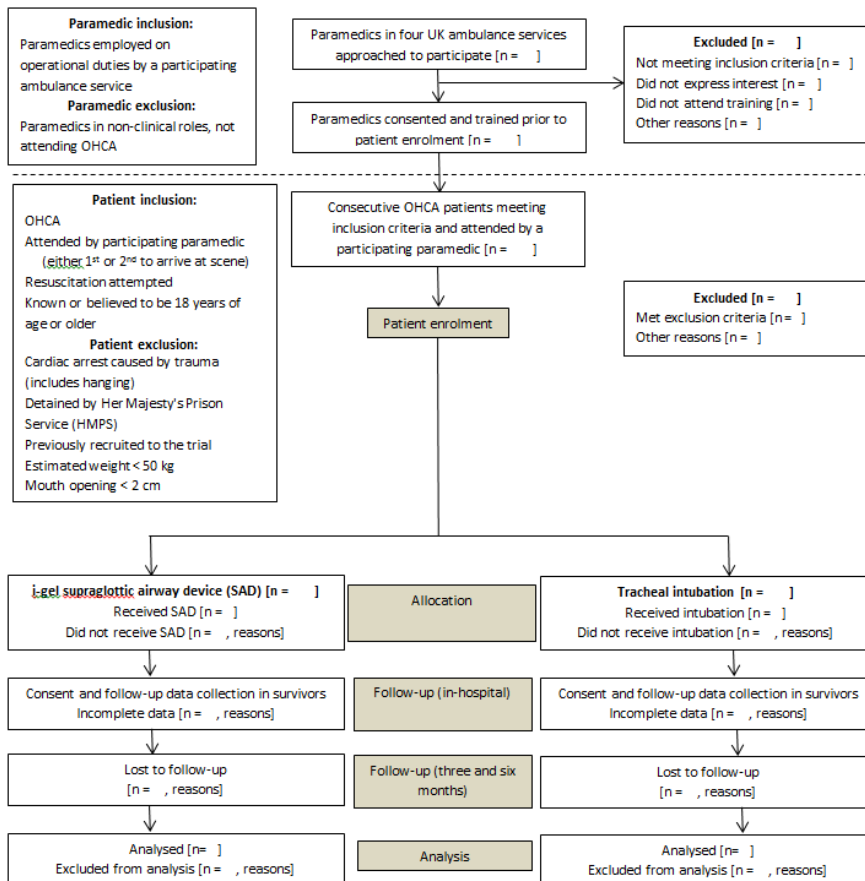 Paramedic inclusion:
Paramedics employed on
operational duties by a participating
ambulance service
Paramedic exclusion:
Paramedics in non-clinical roles, not
attending OHCA
Paramedics in four UK ambulance services
approached to participate [n = ]
Excluded [n = ]
Not meeting inclusion criteria [n = ]
Did not express interest [n = ]
Did not attend training [n = ]
Other reasons [n = ]
Paramedics consented and trained prior to
patient enrolment [n = ]
Patient inclusion:
OHCA
Attended by participating paramedic
(either 1st or 2nd to arrive at scene)
Resuscitation attempted
Known or believed to be 18 years of
age or older
Patient exclusion:
Cardiac arrest caused by trauma
(includes hanging)
Detained by Her Majesty's Prison
Service (HMPS)
Previously recruited to the trial
Estimated weight < 50 kg
Mouth opening < 2 cm
Consecutive OHCA patients meeting
inclusion criteria and attended by a
participating paramedic [n = ]
Patient enrolment
Excluded [n = ]
Met exclusion criteria [n = ]
Other reasons [n = ]
i-gel supraglottic airway device (SAD) [n = ]
Received SAD [n = ]
Did not receive SAD [n = , reasons]
Allocation
Tracheal intubation [n = ]
Received intubation [n = ]
Did not receive intubation [n = , reasons]
Consent and follow-up data collection in survivors
Incomplete data [n = , reasons]
Follow-up (in-hospital)
Consent and follow-up data collection in survivors
Incomplete data [n = , reasons]
Lost to follow-up
[n = , reasons]
Follow-up (three and six
months)
Lost to follow-up
[n = , reasons]
Analysed [n= ]
Excluded from analysis [n = , reasons]
Analysis
Analysed [n= ]
Excluded from analysis [n = , reasons]